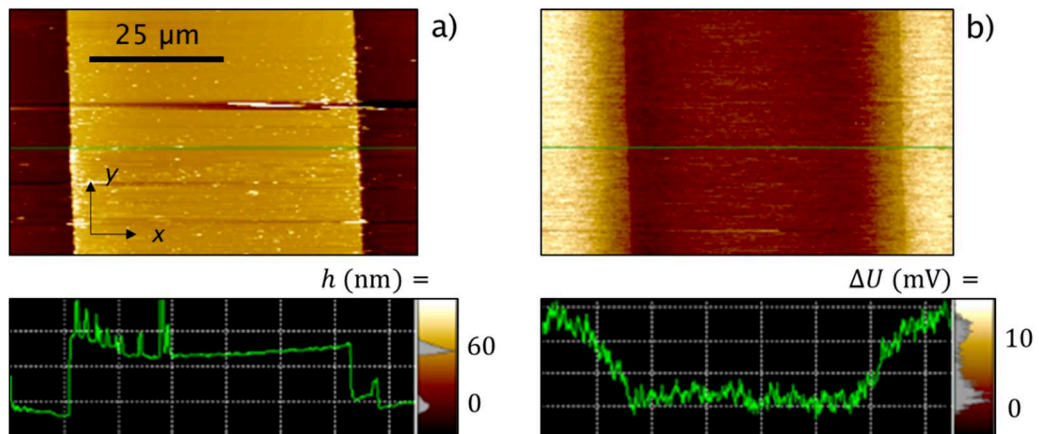 a)
25 μm
y
x
b)
h (nm) =
60
0
ΔU (mV) =
10
0